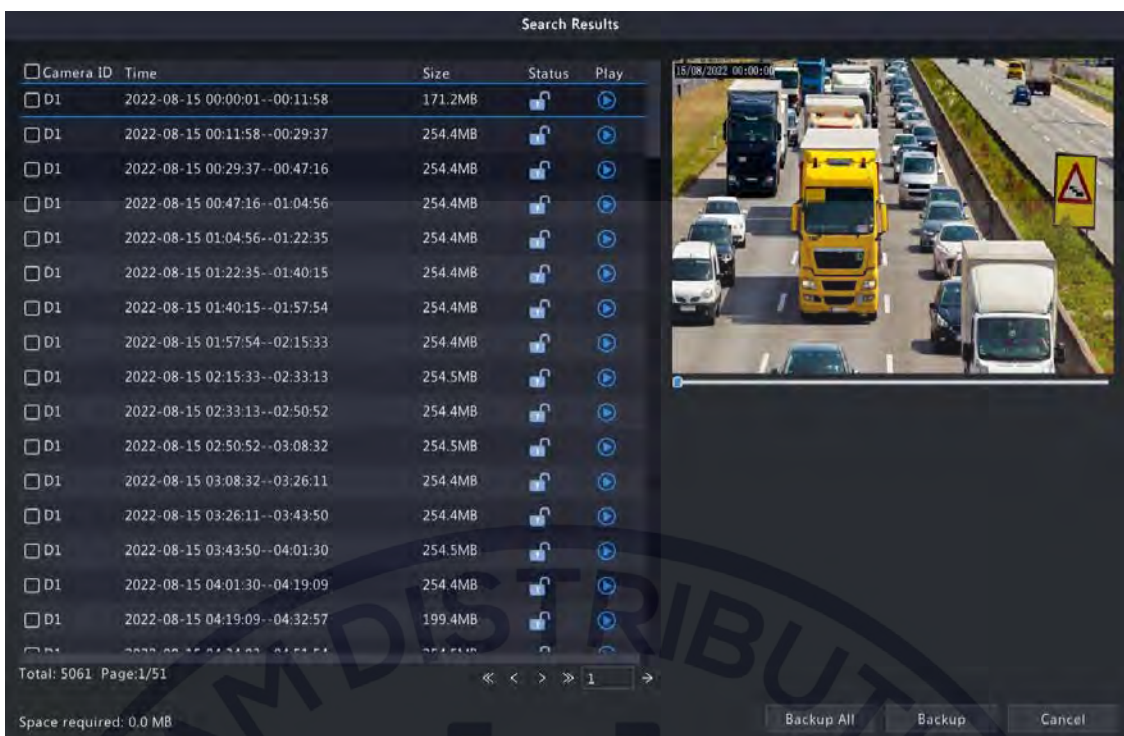 Search Results
Camera ID Time Size Status Play
D1 2022-08-15 00:00:01--00:11:58 171.2MB
D1 2022-08-15 00:11:58--00:29:37 254.4MB
D1 2022-08-15 00:29:37--00:47:16 254.4MB
D1 2022-08-15 00:47:16--01:04:56 254.4MB
D1 2022-08-15 01:04:56--01:22:35 254.4MB
D1 2022-08-15 01:22:35--01:40:15 254.4MB
D1 2022-08-15 01:40:15--01:57:54 254.4MB
D1 2022-08-15 01:57:54--02:15:33 254.4MB
D1 2022-08-15 02:15:33--02:33:13 254.5MB
D1 2022-08-15 02:33:13--02:50:52 254.4MB
D1 2022-08-15 02:50:52--03:08:32 254.5MB
D1 2022-08-15 03:08:32--03:26:11 254.4MB
D1 2022-08-15 03:26:11--03:43:50 254.4MB
D1 2022-08-15 03:43:50--04:01:30 254.5MB
D1 2022-08-15 04:01:30--04:19:09 254.4MB
D1 2022-08-15 04:19:09--04:32:57 199.4MB
Total: 5061 Page:1/51
1
Space required: 0.0 MB
Backup All Backup Cancel
15/08/2022 00:00:00